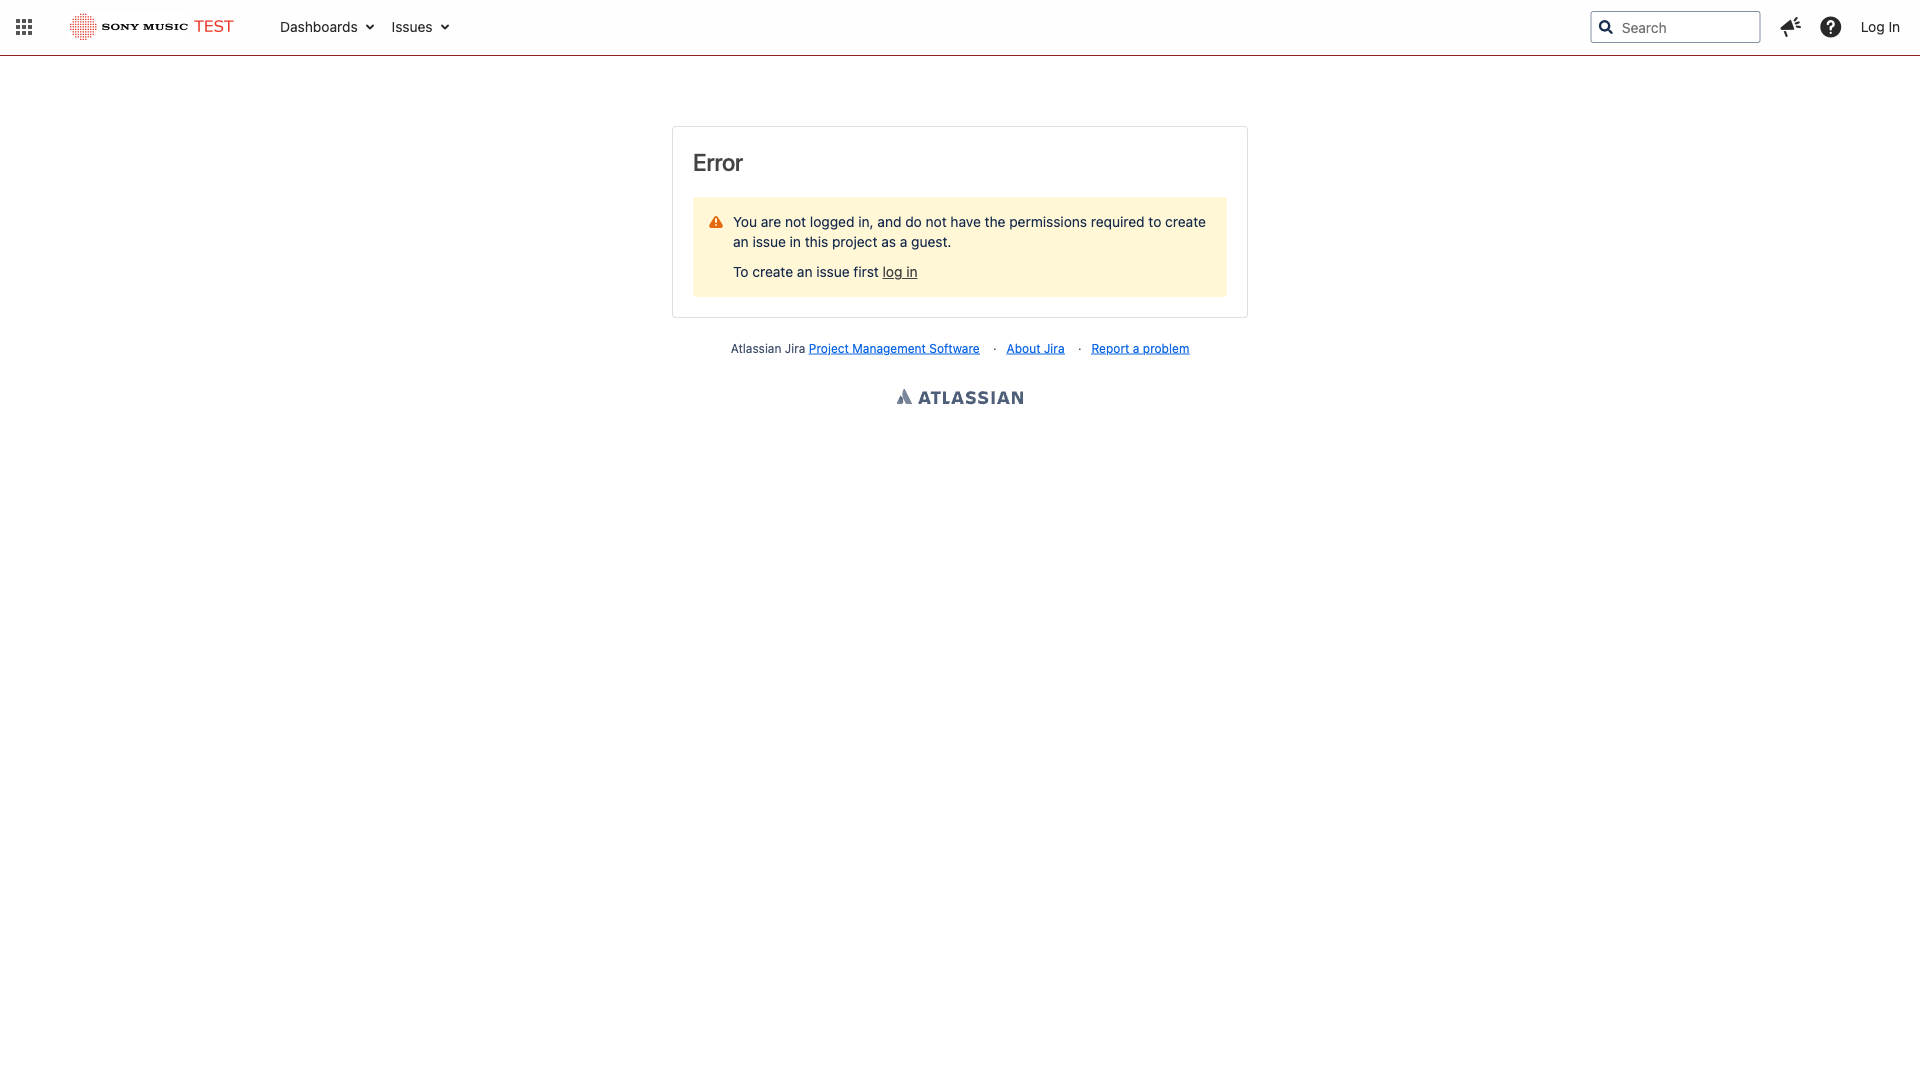 SONY MUSIC TEST
Dashboards
Issues
Search
Log In
Error
You are not logged in, and do not have the permissions required to create
an issue in this project as a guest.
To create an issue first log in
Atlassian Jira Project Management Software · About Jira · Report a problem
ATLASSIAN